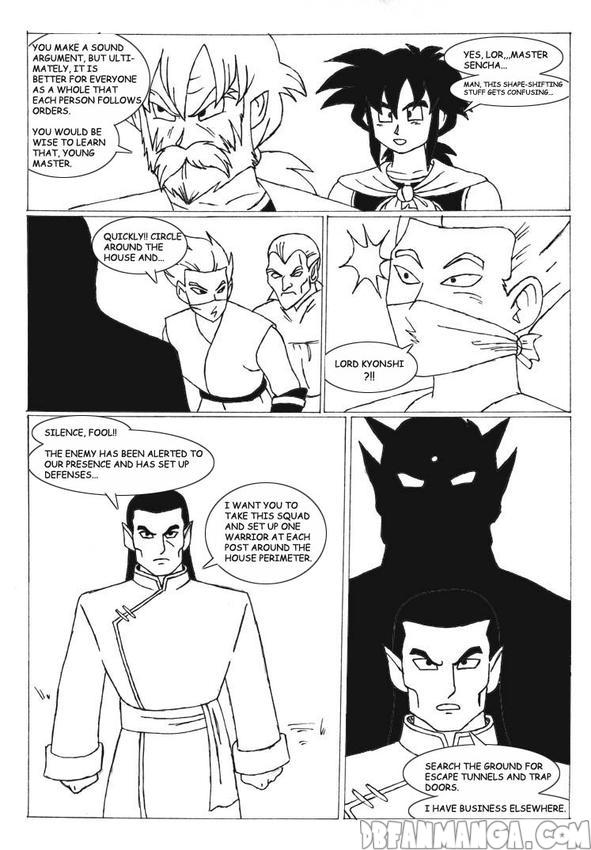 YOU MAKE A SOUND
ARGUMENT, BUT ULTI-
MATELY, IT IS
BETTER FOR EVERYONE
AS A WHOLE THAT
EACH PERSON FOLLOWS
ORDERS.
YOU WOULD BE
WISE TO LEARN
THAT, YOUNG
MASTER.
YES, LOR,,,MASTER
SENCHA...
MAN, THIS SHAPE-SHIFTING
STUFF GETS CONFUSING...
QUICKLY!! CIRCLE
AROUND THE
HOUSE AND...
LORD KYONSHI
?!!
SILENCE, FOOL!!
THE ENEMY HAS BEEN ALERTED TO
OUR PRESENCE AND HAS SET UP
DEFENSES...
I WANT YOU TO
TAKE THIS SQUAD
AND SET UP ONE
WARRIOR AT EACH
POST AROUND THE
HOUSE PERIMETER.
SEARCH THE GROUND FOR
ESCAPE TUNNELS AND TRAP
DOORS.
I HAVE BUSINESS ELSEWHERE.
DBFANMANGA.COM